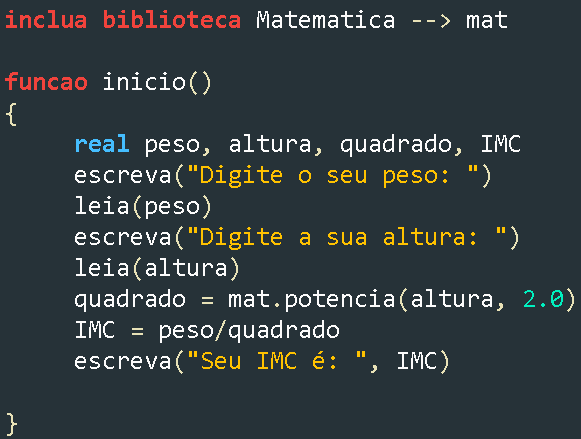 inclua biblioteca Matematica --> mat
funcao inicio()
{
real peso, altura, quadrado, IMC
escreva("Digite o seu peso: ")
leia(peso)
escreva("Digite a sua altura: ")
leia(altura)
quadrado = mat.potencia(altura, 2.0)
IMC = peso/quadrado
escreva("Seu IMC é: ", IMC)
}